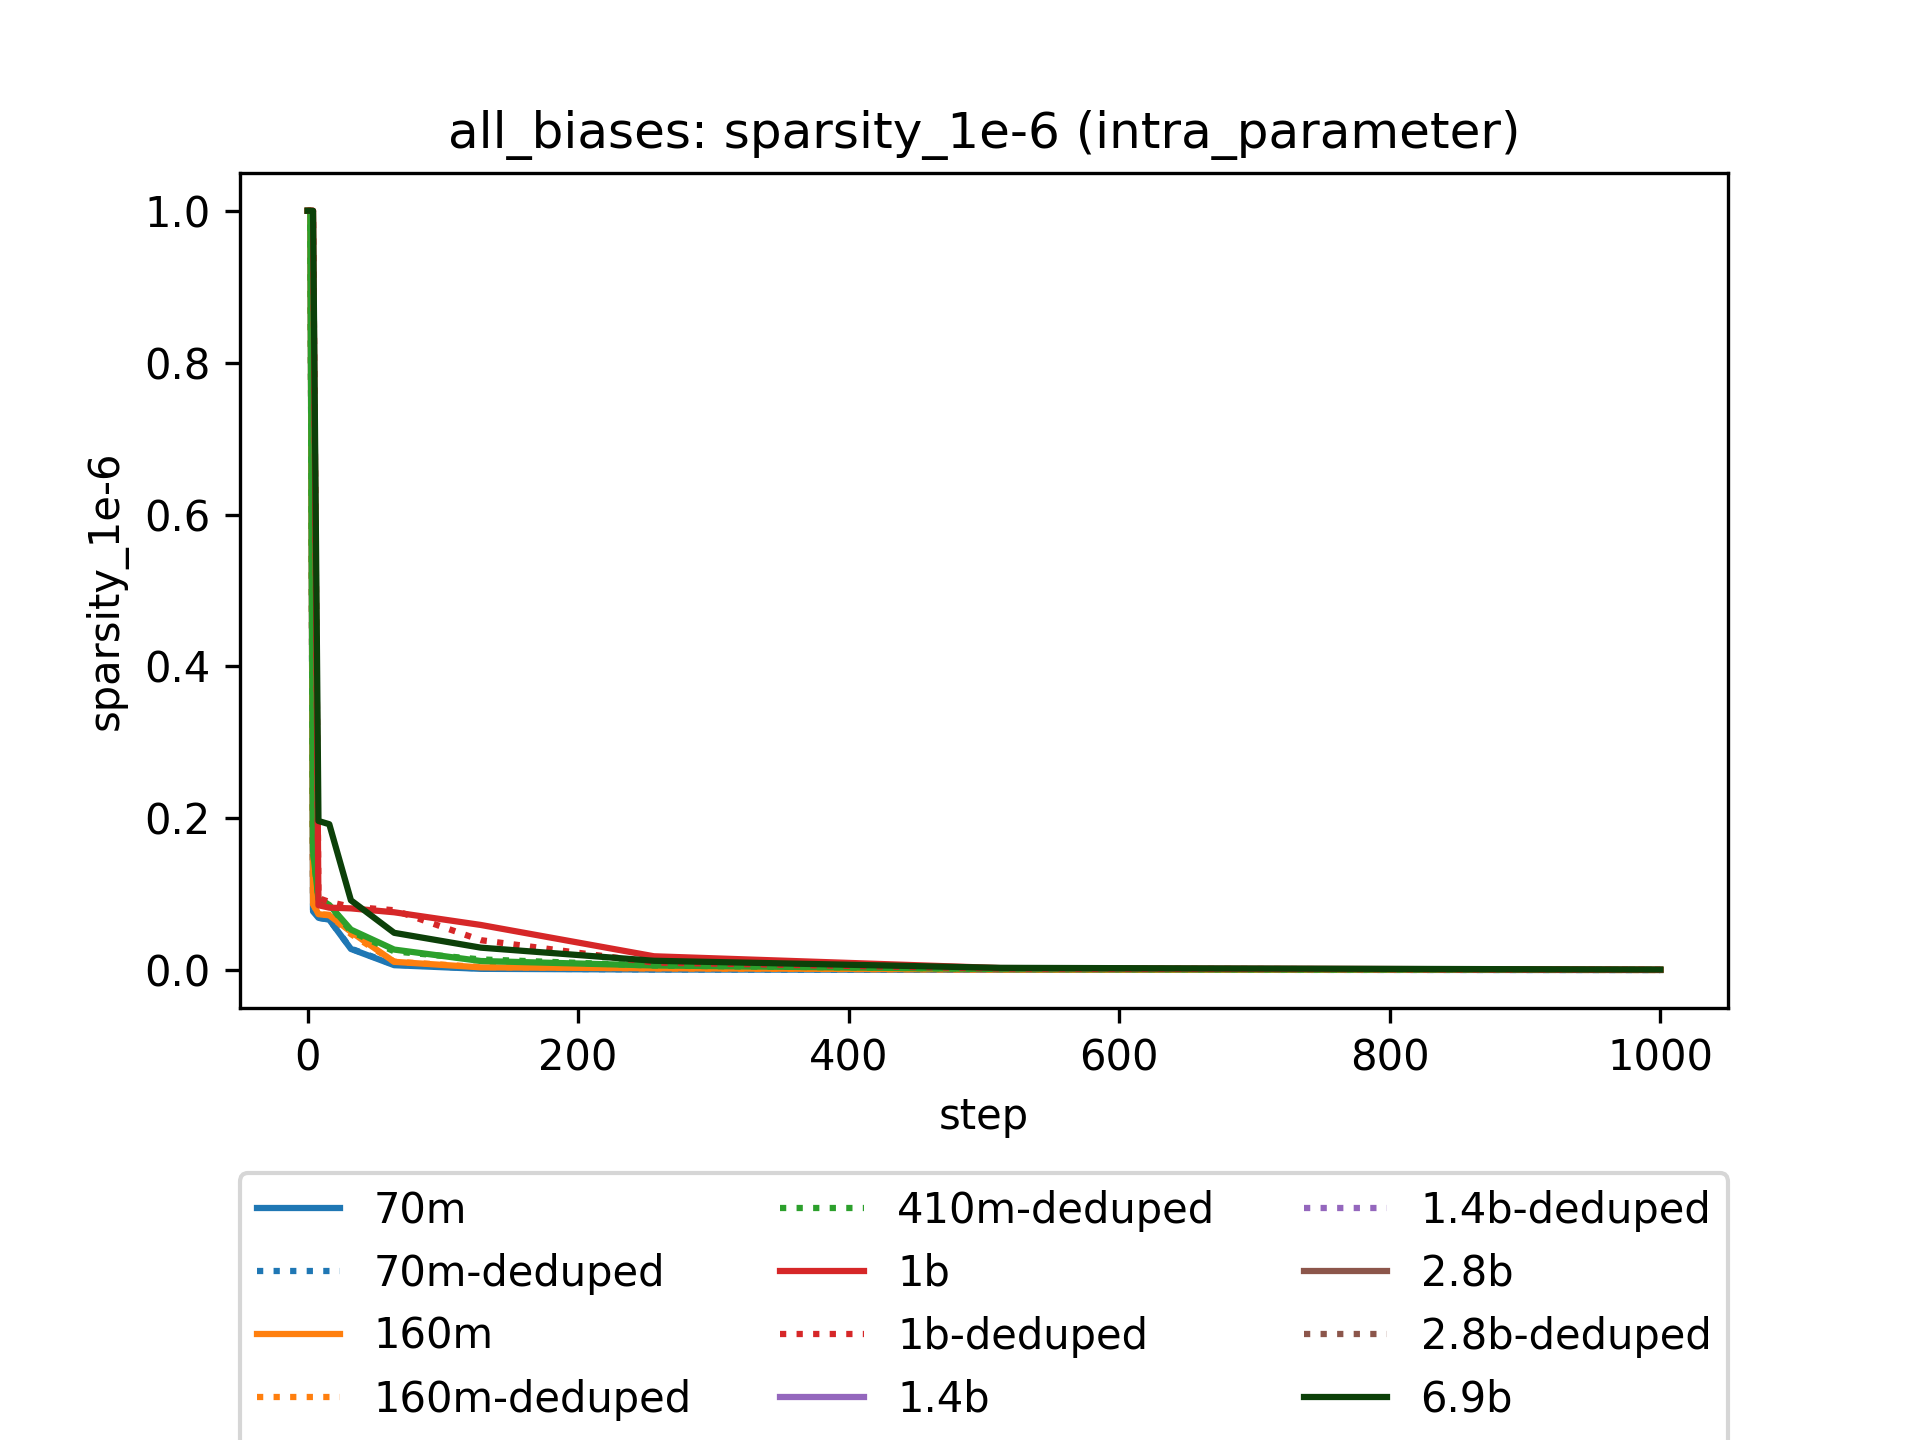 all_biases: sparsity_1e-6 (intra_parameter)
1.0
0.8
0.6
0.4
0.2
0.0
sparsity_1e-6
0 200 400 600 800 1000
step
70m
70m-deduped
160m
160m-deduped
410m-deduped
1b
1b-deduped
1.4b
1.4b-deduped
2.8b
2.8b-deduped
6.9b